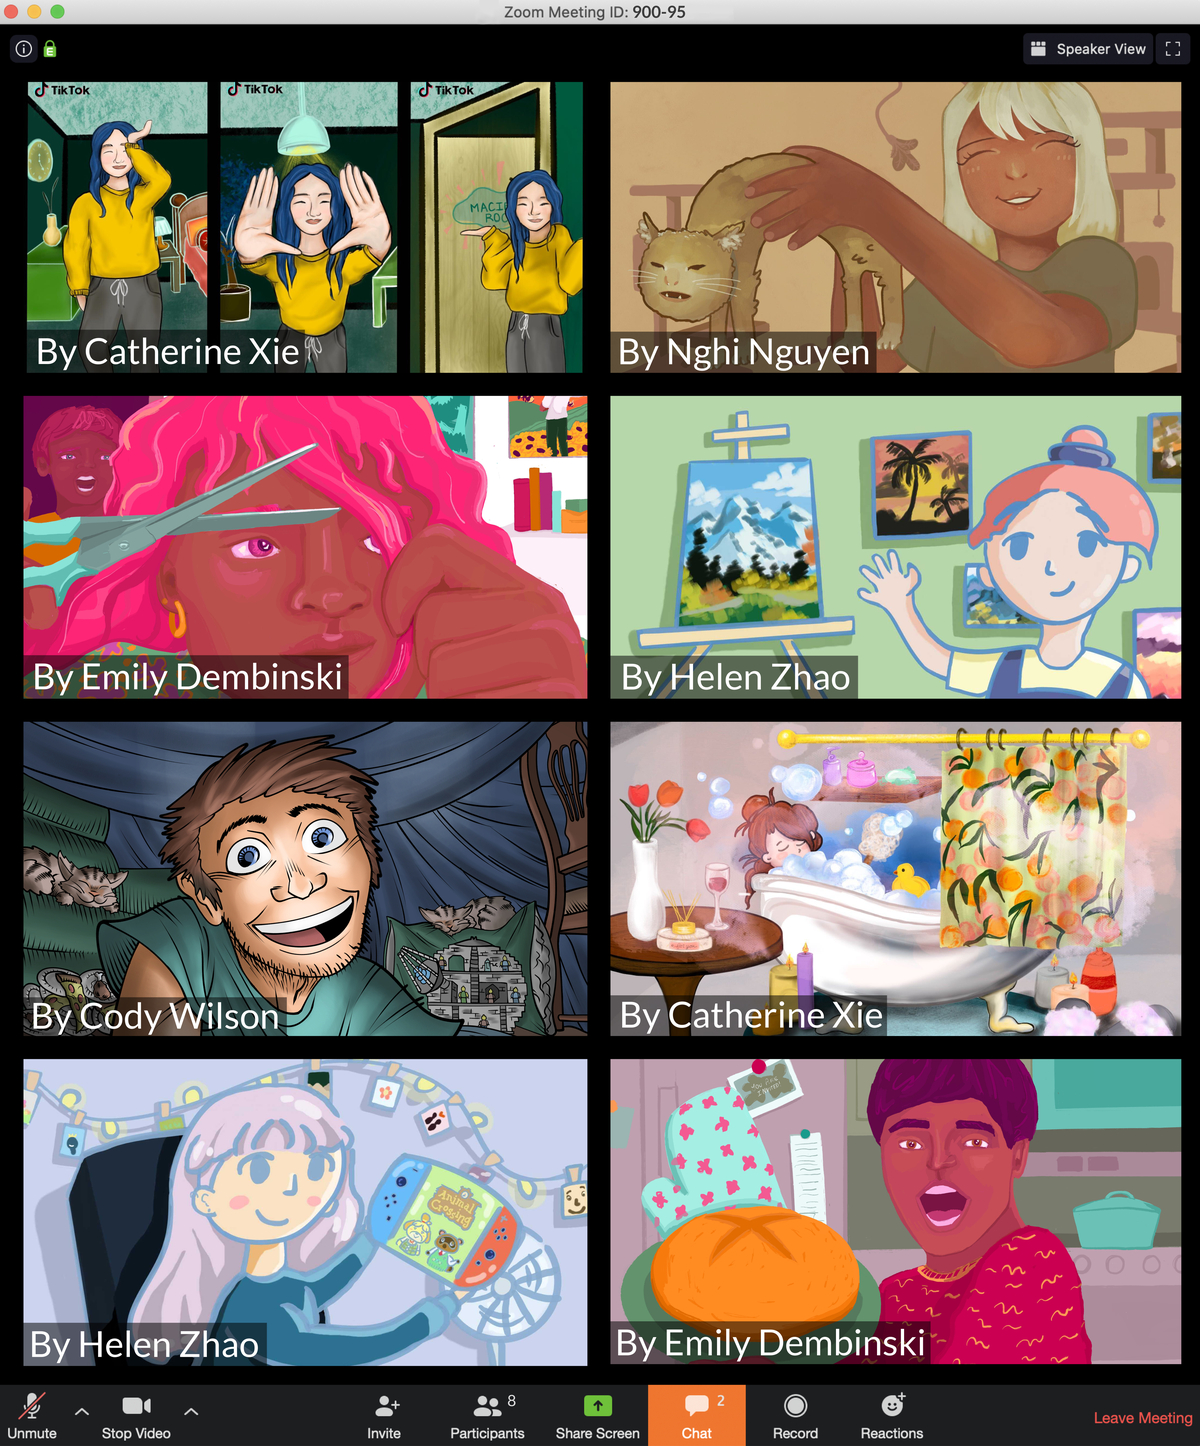 Zoom Meeting ID: 900-95
Speaker View
TikTok
TikTok
TikTok
By Catherine Xie
By Nghi Nguyen
By Emily Dembinski
By Helen Zhao
By Cody Wilson
By Catherine Xie
Animal
Crossing
By Helen Zhao
By Emily Dembinski
8
2
Unmute
Stop Video
Invite
Participants
Share Screen
Chat
Record
Reactions
Leave Meeting